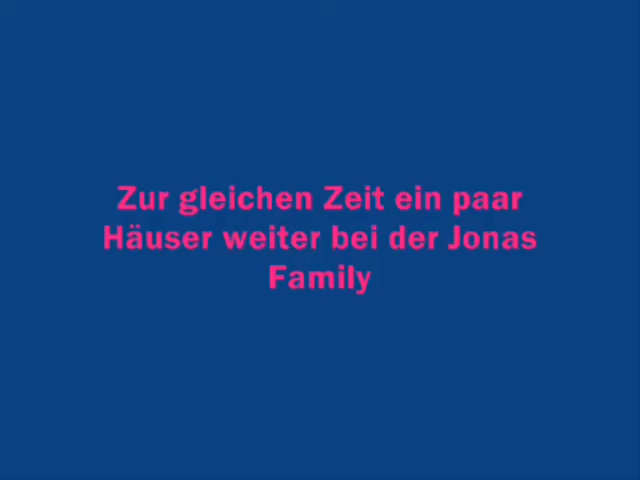 Zur gleichen Zeit ein paar
Häuser weiter bei der Jonas
Family